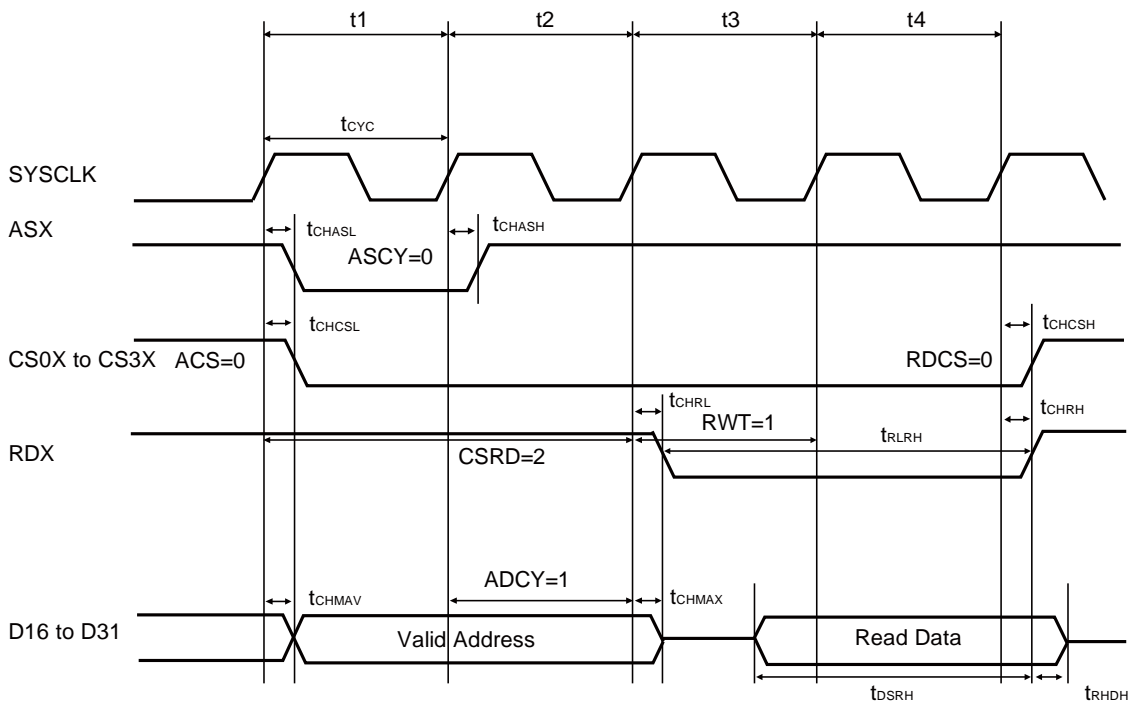 t1 t2 t3 t4
tCYC
SYSCLK
ASX
tCHASL
tCHASH
ASCY=0
tCHCSL
tCHCSH
CS0X to CS3X ACS=0 RDCS=0
tCHRL
tCHRH
RWT=1
tRLRH
RDX
CSRD=2
ADCY=1
tCHMAV
tCHMAX
D16 to D31
Valid Address
Read Data
tDSRH
tRHDH